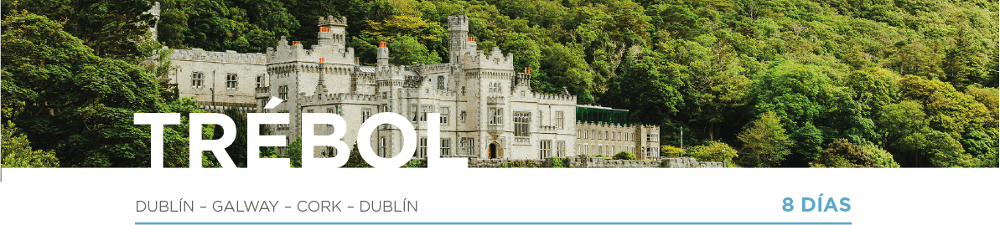 TRÉBOL
DUBLÍN – GALWAY – CORK – DUBLÍN
8 DÍAS